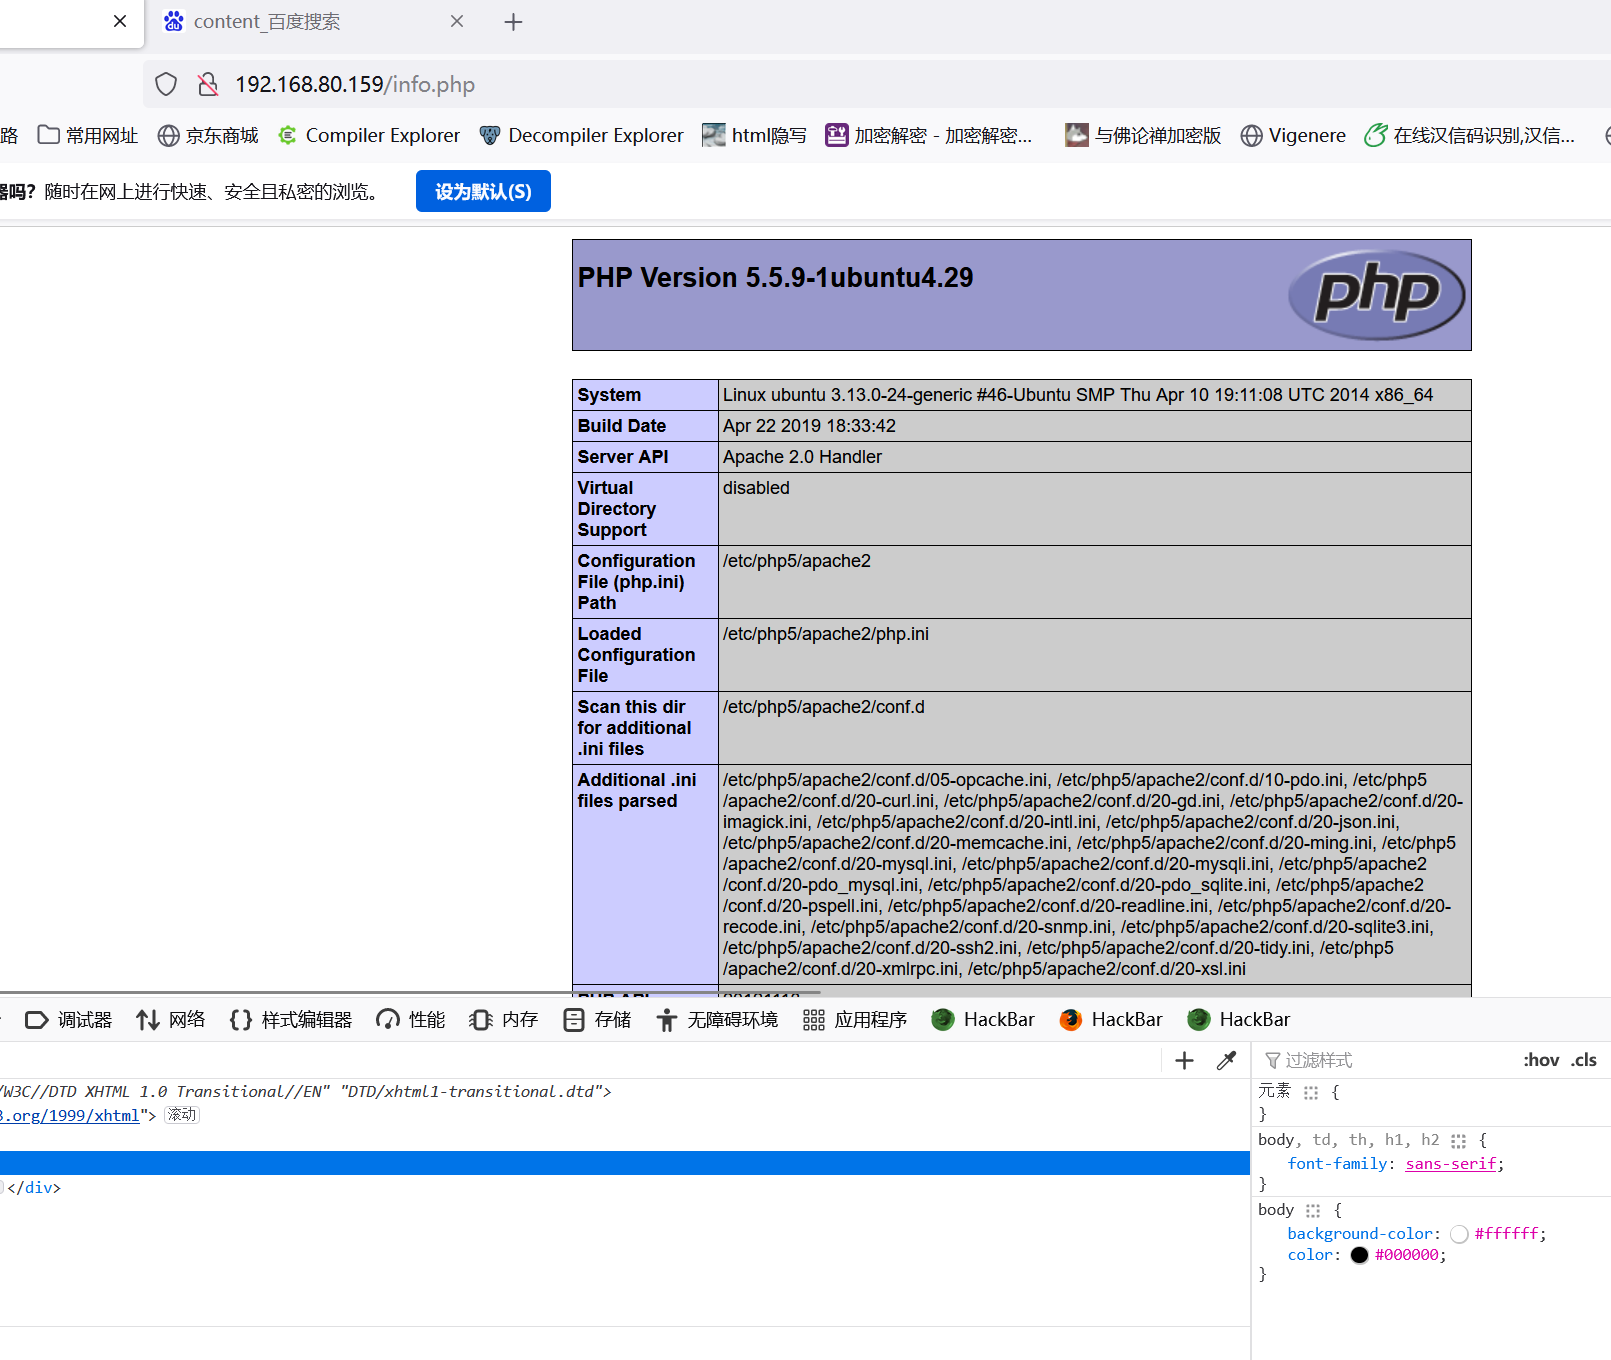 content_百度搜索
192.168.80.159/info.php
路 常用网址 京东商城 Compiler Explorer Decompiler Explorer html隐写 加密解密 - 加密解密... 与佛论禅加密版 Vigenere 在线汉信码识别,汉信...
器吗? 随时在网上进行快速、安全且私密的浏览。 设为默认(S)
PHP Version 5.5.9-1ubuntu4.29
php
System Linux ubuntu 3.13.0-24-generic #46-Ubuntu SMP Thu Apr 10 19:11:08 UTC 2014 x86_64
Build Date Apr 22 2019 18:33:42
Server API Apache 2.0 Handler
Virtual disabled
Directory
Support
Configuration /etc/php5/apache2
File (php.ini)
Path
Loaded /etc/php5/apache2/php.ini
Configuration
File
Scan this dir /etc/php5/apache2/conf.d
for additional
.ini files
Additional .ini /etc/php5/apache2/conf.d/05-opcache.ini, /etc/php5/apache2/conf.d/10-pdo.ini, /etc/php5
files parsed /apache2/conf.d/20-curl.ini, /etc/php5/apache2/conf.d/20-gd.ini, /etc/php5/apache2/conf.d/20-
imagick.ini, /etc/php5/apache2/conf.d/20-intl.ini, /etc/php5/apache2/conf.d/20-json.ini,
/etc/php5/apache2/conf.d/20-memcache.ini, /etc/php5/apache2/conf.d/20-ming.ini, /etc/php5
/apache2/conf.d/20-mysql.ini, /etc/php5/apache2/conf.d/20-mysqli.ini, /etc/php5/apache2
/conf.d/20-pdo_mysql.ini, /etc/php5/apache2/conf.d/20-pdo_sqlite.ini, /etc/php5/apache2
/conf.d/20-pspell.ini, /etc/php5/apache2/conf.d/20-readline.ini, /etc/php5/apache2/conf.d/20-
recode.ini, /etc/php5/apache2/conf.d/20-snmp.ini, /etc/php5/apache2/conf.d/20-sqlite3.ini,
/etc/php5/apache2/conf.d/20-ssh2.ini, /etc/php5/apache2/conf.d/20-tidy.ini, /etc/php5
/apache2/conf.d/20-xmlrpc.ini, /etc/php5/apache2/conf.d/20-xsl.ini
调试器 网络 样式编辑器 性能 内存 存储 无障碍环境 应用程序 HackBar HackBar HackBar
过滤样式 :hov .cls
/W3C//DTD XHTML 1.0 Transitional//EN" "DTD/xhtml1-transitional.dtd">
3.org/1999/xhtml"> 滚动
</div>
元素 {
}
body, td, th, h1, h2 {
font-family: sans-serif;
}
body {
background-color: #ffffff;
color: #000000;
}